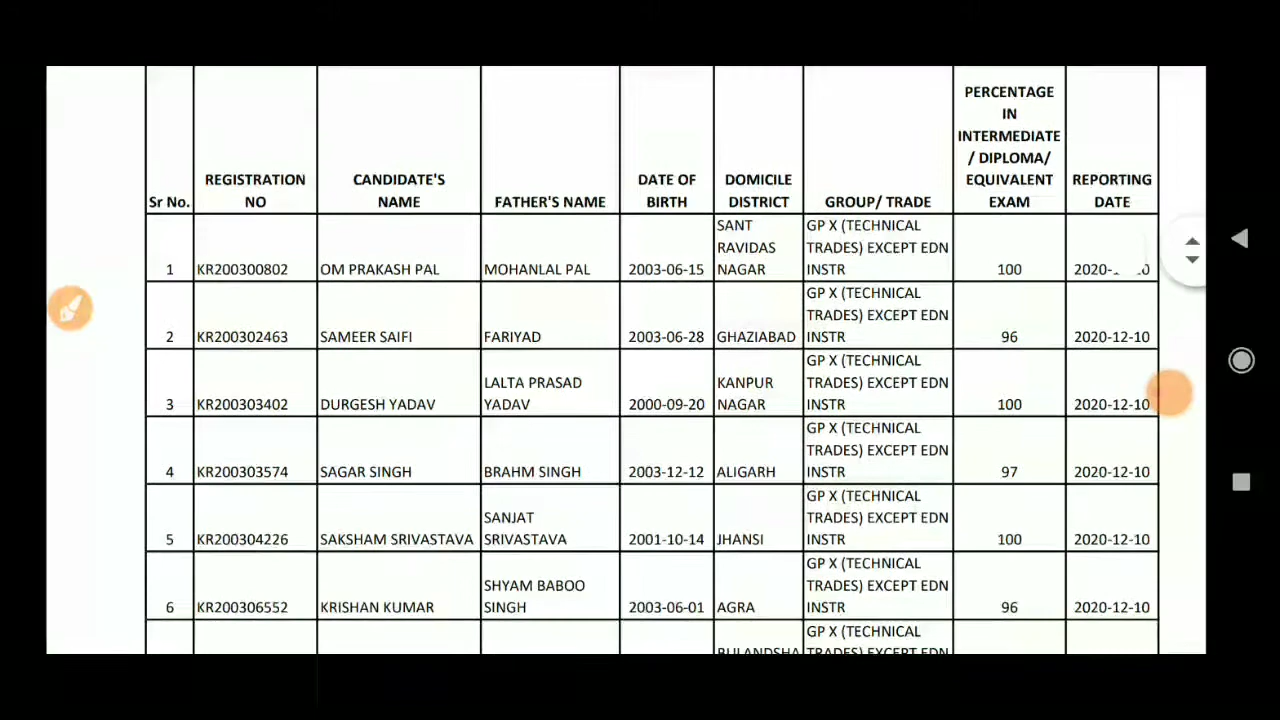 PERCENTAGE
IN
INTERMEDIATE
/ DIPLOMA/
REGISTRATION CANDIDATE'S DATE OF DOMICILE EQUIVALENT REPORTING
Sr No. NO NAME FATHER'S NAME BIRTH DISTRICT GROUP/ TRADE EXAM DATE
SANT GP X (TECHNICAL
RAVIDAS TRADES) EXCEPT EDN
1 KR200300802 OM PRAKASH PAL MOHANLAL PAL 2003-06-15 NAGAR INSTR 100
GP X (TECHNICAL
TRADES) EXCEPT EDN
2 KR200302463 SAMEER SAIFI FARIYAD 2003-06-28 GHAZIABAD INSTR 96 2020-12-10
GP X (TECHNICAL
LALTA PRASAD KANPUR TRADES) EXCEPT EDN
3 KR200303402 DURGESH YADAV YADAV 2000-09-20 NAGAR INSTR 100 2020-12-10
GP X (TECHNICAL
TRADES) EXCEPT EDN
4 KR200303574 SAGAR SINGH BRAHM SINGH 2003-12-12 ALIGARH INSTR 97 2020-12-10
GP X (TECHNICAL
SANJAT TRADES) EXCEPT EDN
5 KR200304226 SAKSHAM SRIVASTAVA SRIVASTAVA 2001-10-14 JHANSI INSTR 100 2020-12-10
GP X (TECHNICAL
SHYAM BABOO TRADES) EXCEPT EDN
6 KR200306552 KRISHAN KUMAR SINGH 2003-06-01 AGRA INSTR 96 2020-12-10
GP X (TECHNICAL
BULANDSHA TRADES) EXCEPT EDN